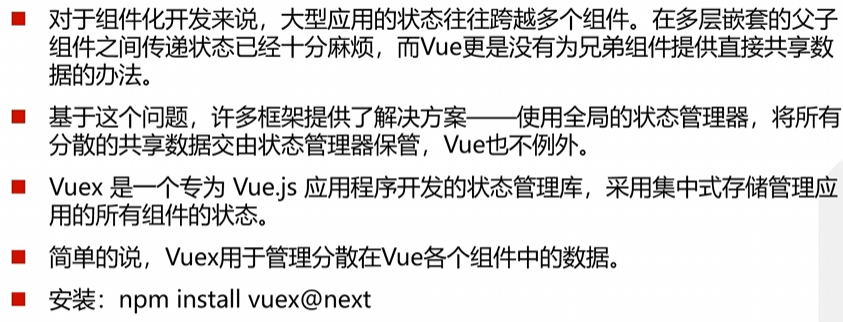 对于组件化开发来说，大型应用的状态往往跨越多个组件。在多层嵌套的父子
组件之间传递状态已经十分麻烦，而Vue更是没有为兄弟组件提供直接共享数
据的办法。
基于这个问题，许多框架提供了解决方案——使用全局的状态管理器，将所有
分散的共享数据交由状态管理器保管，Vue也不例外。
Vuex 是一个专为 Vue.js 应用程序开发的状态管理库，采用集中式存储管理应
用的所有组件的状态。
简单的说，Vuex用于管理分散在Vue各个组件中的数据。
安装：npm install vuex@next